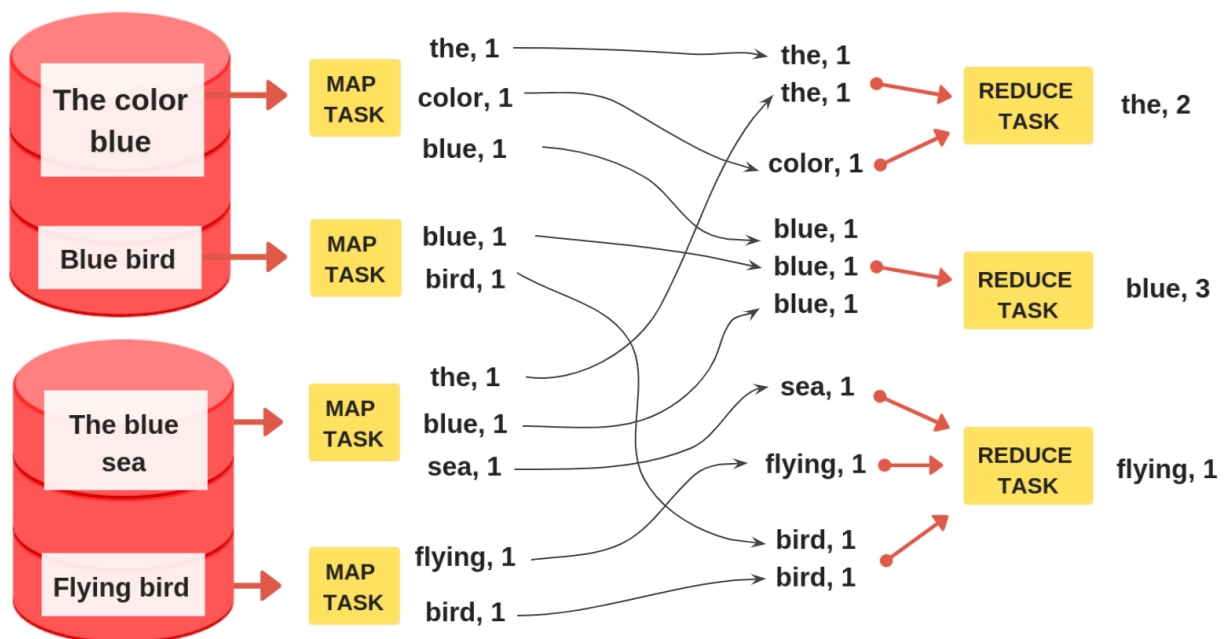 The color
blue
Blue bird
The blue
sea
Flying bird
MAP
TASK
MAP
TASK
MAP
TASK
MAP
TASK
the, 1
color, 1
blue, 1
blue, 1
bird, 1
the, 1
blue, 1
sea, 1
flying, 1
bird, 1
the, 1
the, 1
color, 1
blue, 1
blue, 1
blue, 1
sea, 1
flying, 1
bird, 1
bird, 1
REDUCE
TASK
REDUCE
TASK
REDUCE
TASK
the, 2
blue, 3
flying, 1